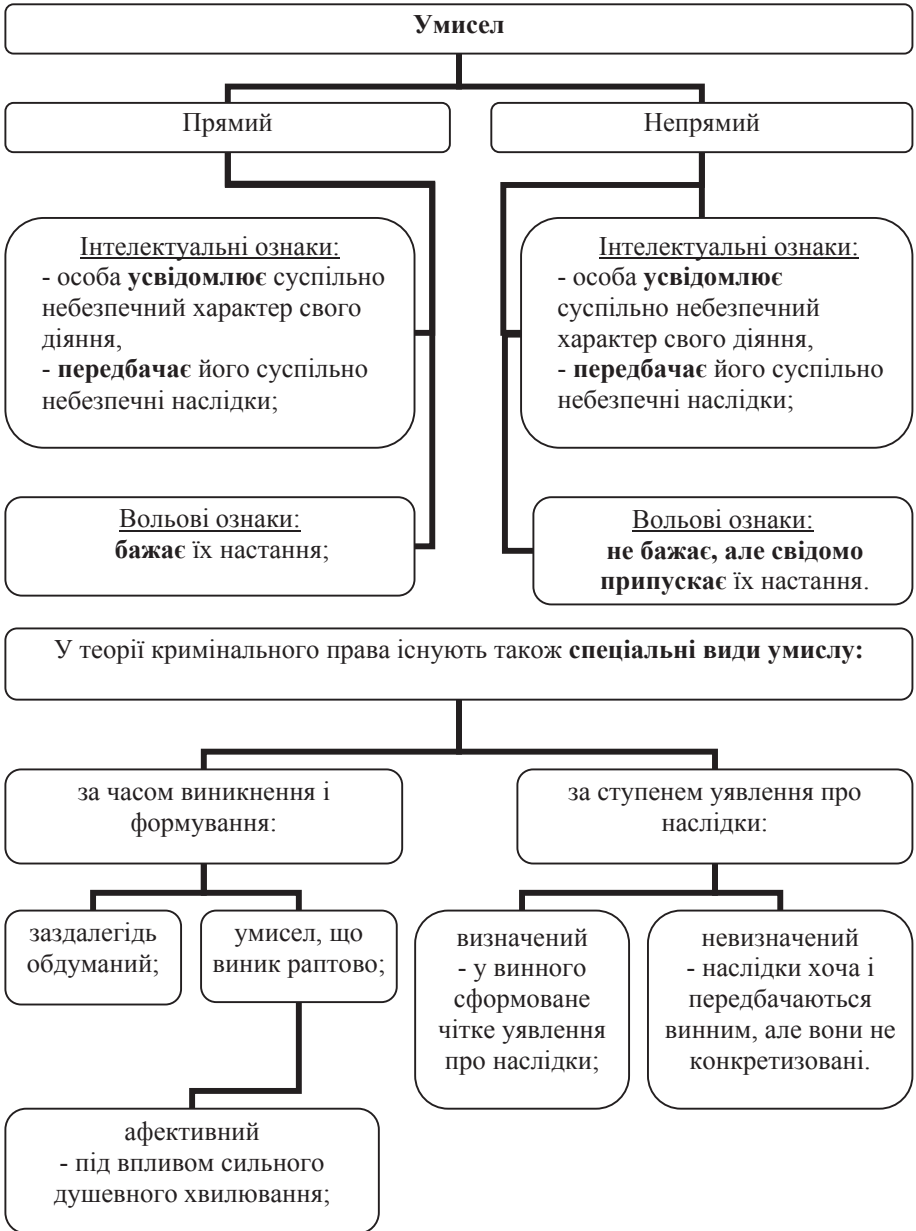 Умисел
Прямий
Непрямий
Інтелектуальні ознаки:
- особа усвідомлює суспільно
небезпечний характер свого
діяння,
- передбачає його суспільно
небезпечні наслідки;
Інтелектуальні ознаки:
- особа усвідомлює
суспільно небезпечний
характер свого діяння,
- передбачає його суспільно
небезпечні наслідки;
Вольові ознаки:
бажає їх настання;
Вольові ознаки:
не бажає, але свідомо
припускає їх настання.
У теорії кримінального права існують також спеціальні види умислу:
за часом виникнення і
формування:
за ступенем уявлення про
наслідки:
заздалегідь
обдуманий;
умисел, що
виник раптово;
визначений
- у винного
сформоване
чітке уявлення
про наслідки;
невизначений
- наслідки хоча і
передбачаються
винним, але вони не
конкретизовані.
афективний
- під впливом сильного
душевного хвилювання;